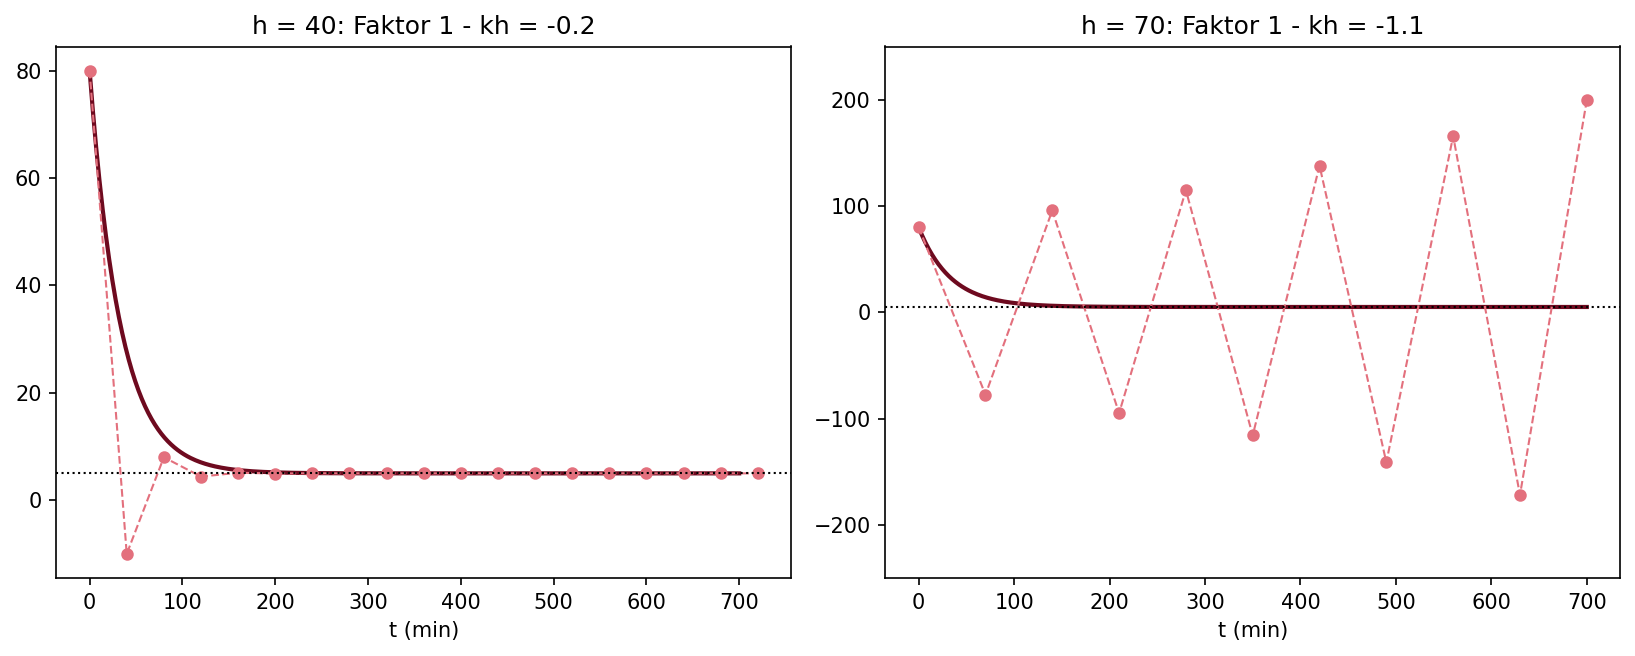 h = 40: Faktor 1 - kh = -0.2
80
60
40
20
0
0 100 200 300 400 500 600 700
t (min)
h = 70: Faktor 1 - kh = -1.1
200
100
0
−100
−200
0 100 200 300 400 500 600 700
t (min)